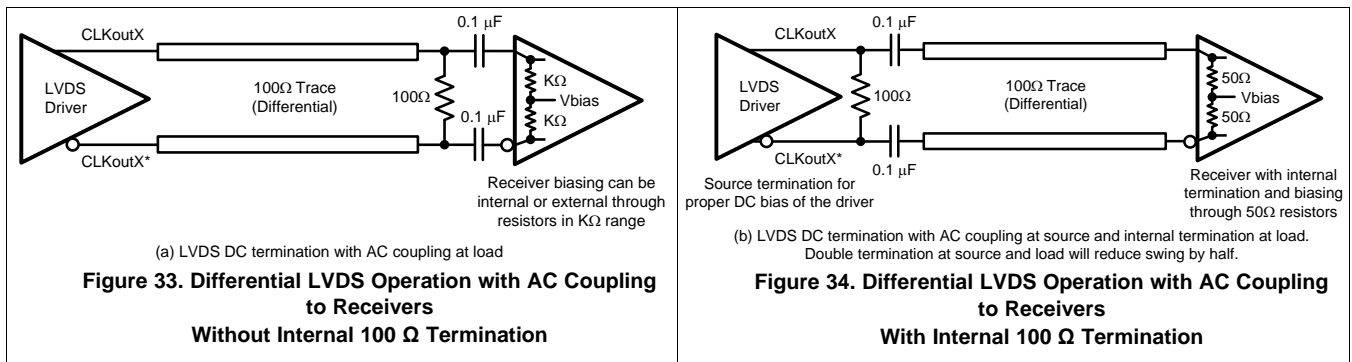 0.1 µF
CLKoutX
LVDS
Driver
100Ω Trace
(Differential)
100Ω
KΩ
Vbias
KΩ
0.1 µF
CLKoutX*
Receiver biasing can be
internal or external through
resistors in KΩ range
(a) LVDS DC termination with AC coupling at load
Figure 33. Differential LVDS Operation with AC Coupling
to Receivers
Without Internal 100 Ω Termination
0.1 µF
CLKoutX
LVDS
Driver
100Ω
100Ω Trace
(Differential)
50Ω
Vbias
50Ω
CLKoutX*
0.1 µF
Source termination for
proper DC bias of the driver
Receiver with internal
termination and biasing
through 50Ω resistors
(b) LVDS DC termination with AC coupling at source and internal termination at load.
Double termination at source and load will reduce swing by half.
Figure 34. Differential LVDS Operation with AC Coupling
to Receivers
With Internal 100 Ω Termination